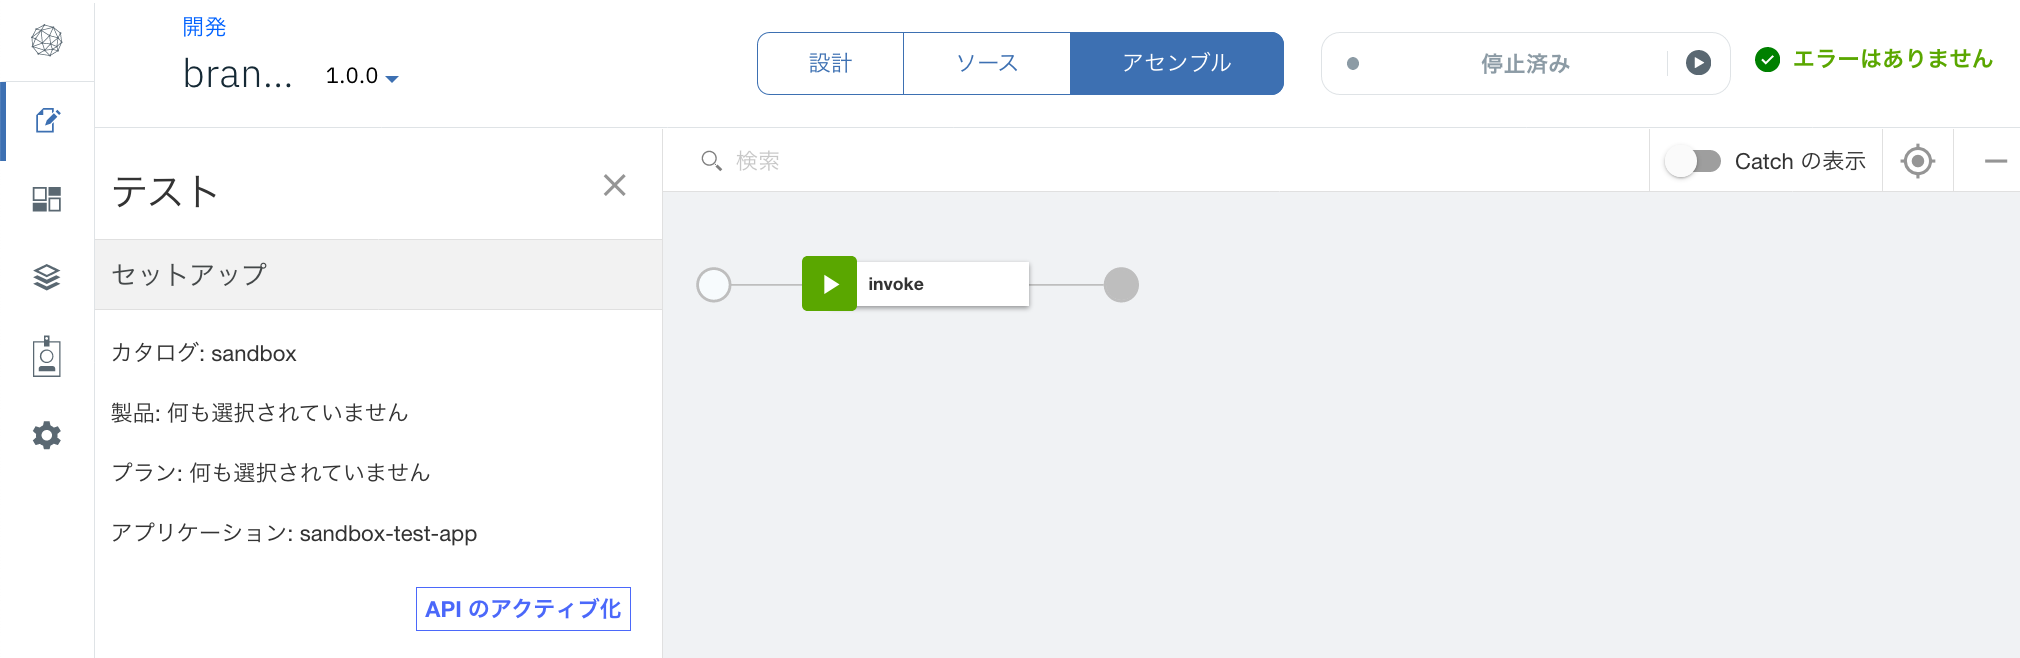 開発
bran... 1.0.0
設計 ソース アセンブル
停止済み
エラーはありません
テスト
検索
Catch の表示
セットアップ
invoke
カタログ: sandbox
製品: 何も選択されていません
プラン: 何も選択されていません
アプリケーション: sandbox-test-app
API のアクティブ化